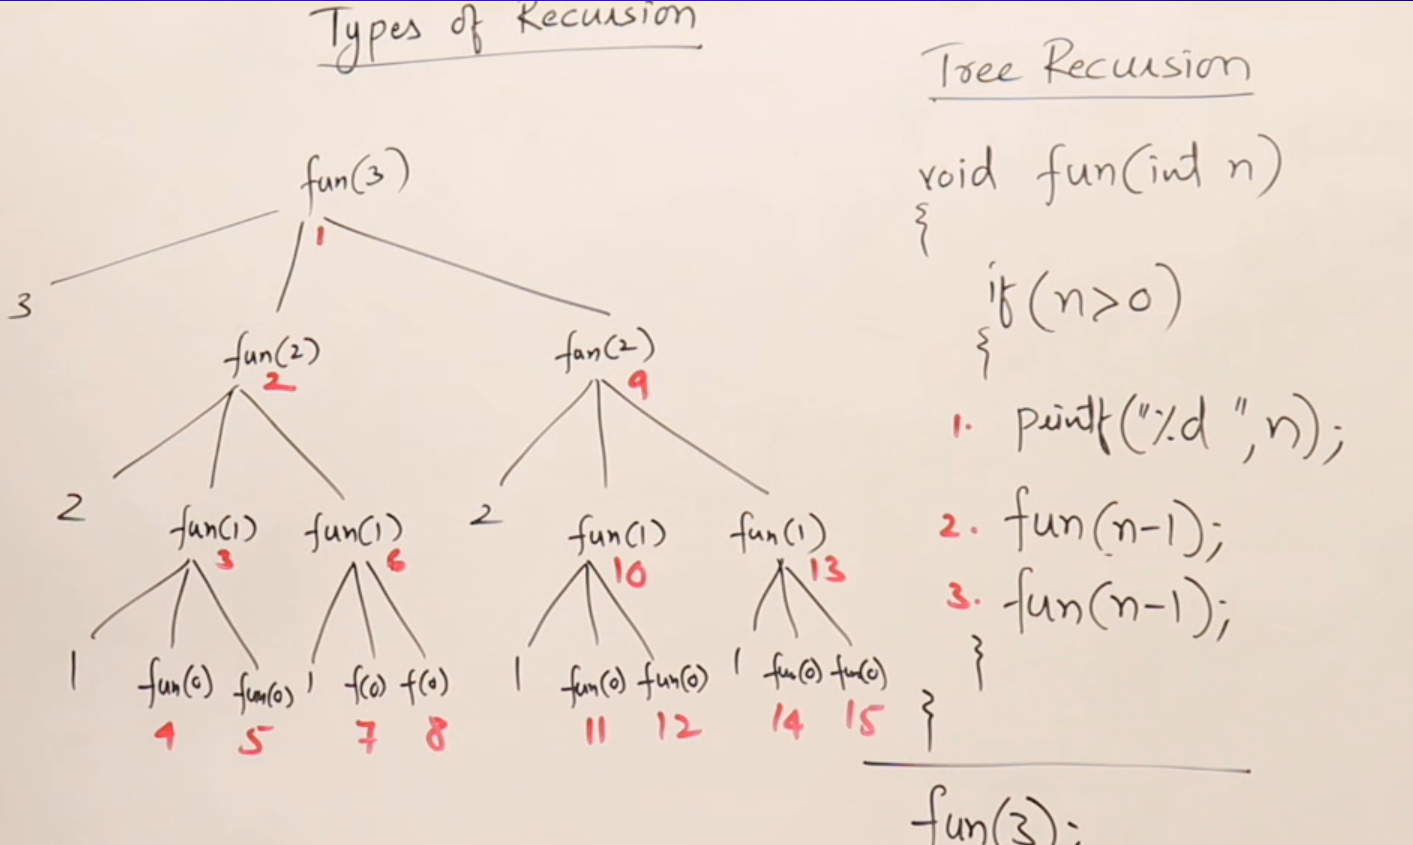 Types of Recursion
fun(3)
1
3
fun(2)
2
fun(2)
9
2
fun(1)
3
fun(1)
6
2
fun(1)
10
fun(1)
13
1 fun(0) fun(0) 1 f(0) f(0) 1 fun(0) fun(0) 1 fun(0) fun(0)
4 5 7 8 11 12 14 15
Tree Recursion
void fun(int n)
{
if(n>0)
{
1. printf("%d ",n);
2. fun(n-1);
3. fun(n-1);
}
}
fun(3);